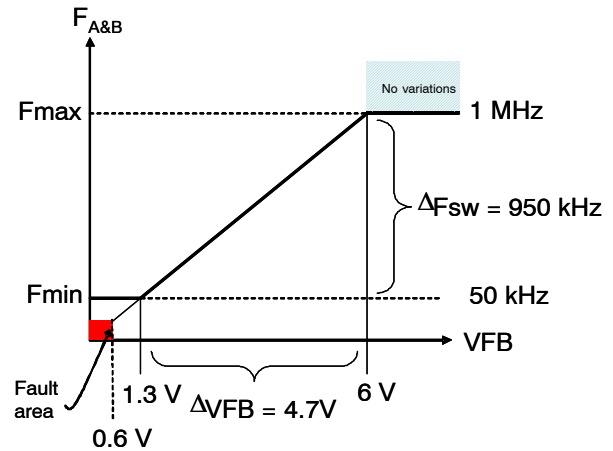 F A&B
No variations
Fmax
1 MHz
ΔFsw = 950 kHz
Fmin
50 kHz
VFB
Fault
area
1.3 V
ΔVFB = 4.7V
6 V
0.6 V